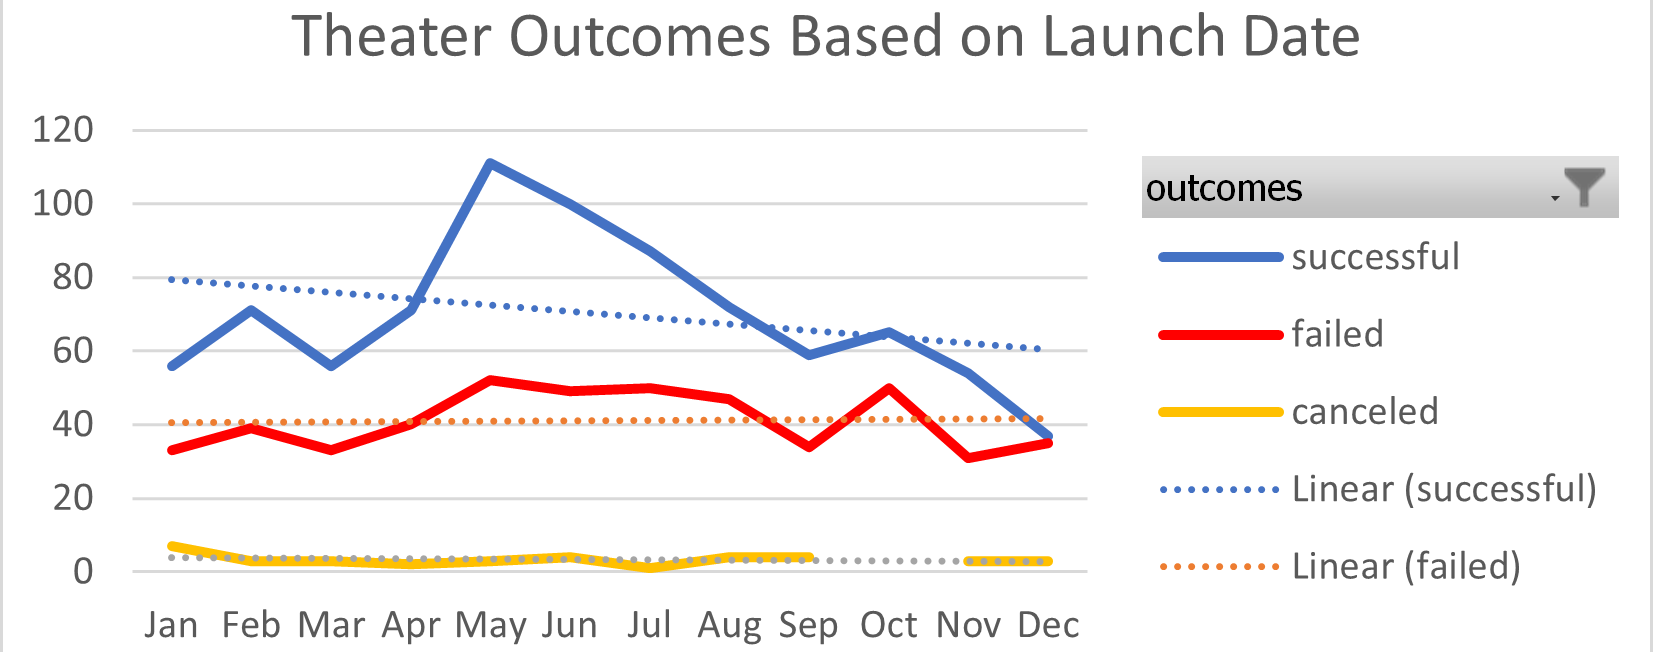 Theater Outcomes Based on Launch Date
120
100
80
60
40
20
0
Jan Feb Mar Apr May Jun Jul Aug Sep Oct Nov Dec
outcomes
successful
failed
canceled
Linear (successful)
Linear (failed)